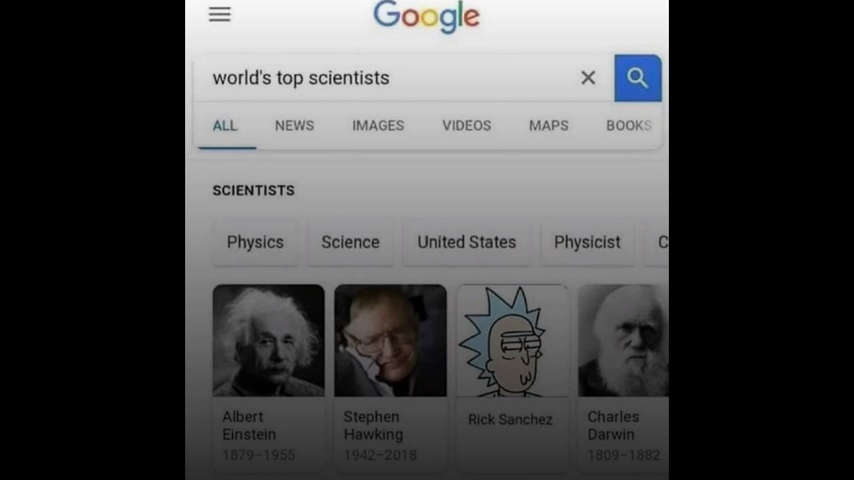 Google
world's top scientists
ALL NEWS IMAGES VIDEOS MAPS BOOKS
SCIENTISTS
Physics Science United States Physicist C
Albert Einstein
1879–1955
Stephen Hawking
1942–2018
Rick Sanchez
Charles Darwin
1809–1882